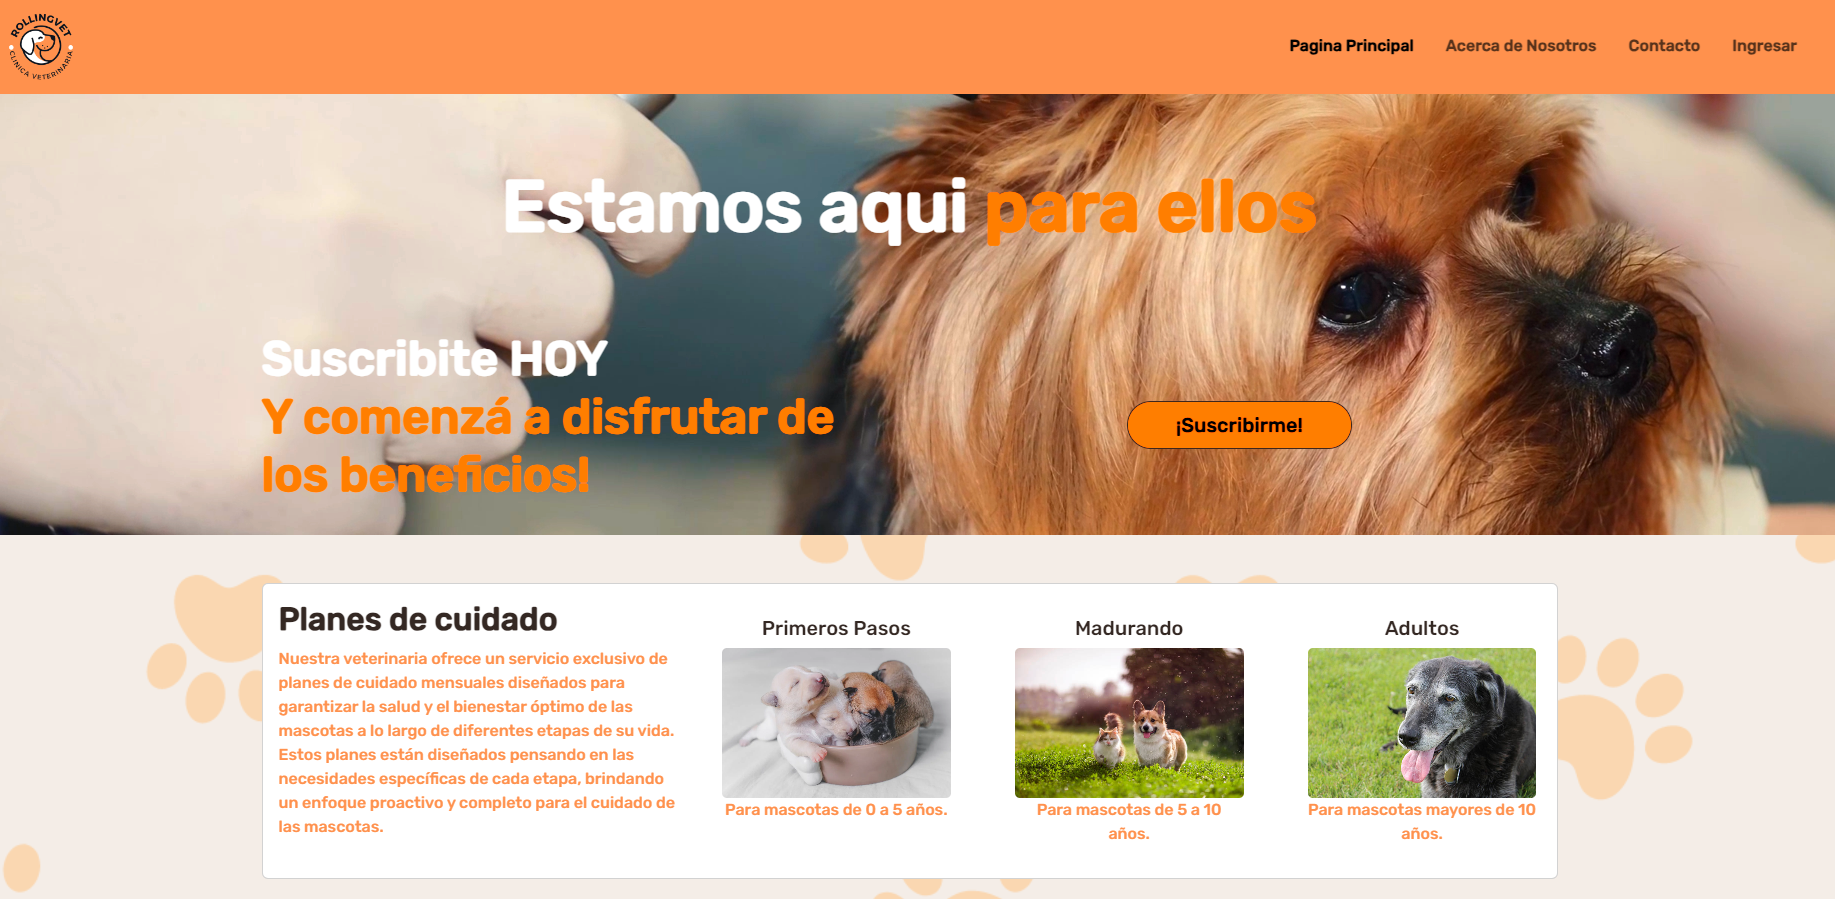 ROLLINGVET
CLINICA VETERINARIA
Pagina Principal
Acerca de Nosotros
Contacto
Ingresar
Estamos aqui para ellos
Suscribite HOY
Y comenzá a disfrutar de
los beneficios!
¡Suscribirme!
Planes de cuidado
Nuestra veterinaria ofrece un servicio exclusivo de
planes de cuidado mensuales diseñados para
garantizar la salud y el bienestar óptimo de las
mascotas a lo largo de diferentes etapas de su vida.
Estos planes están diseñados pensando en las
necesidades específicas de cada etapa, brindando
un enfoque proactivo y completo para el cuidado de
las mascotas.
Primeros Pasos
Para mascotas de 0 a 5 años.
Madurando
Para mascotas de 5 a 10
años.
Adultos
Para mascotas mayores de 10
años.